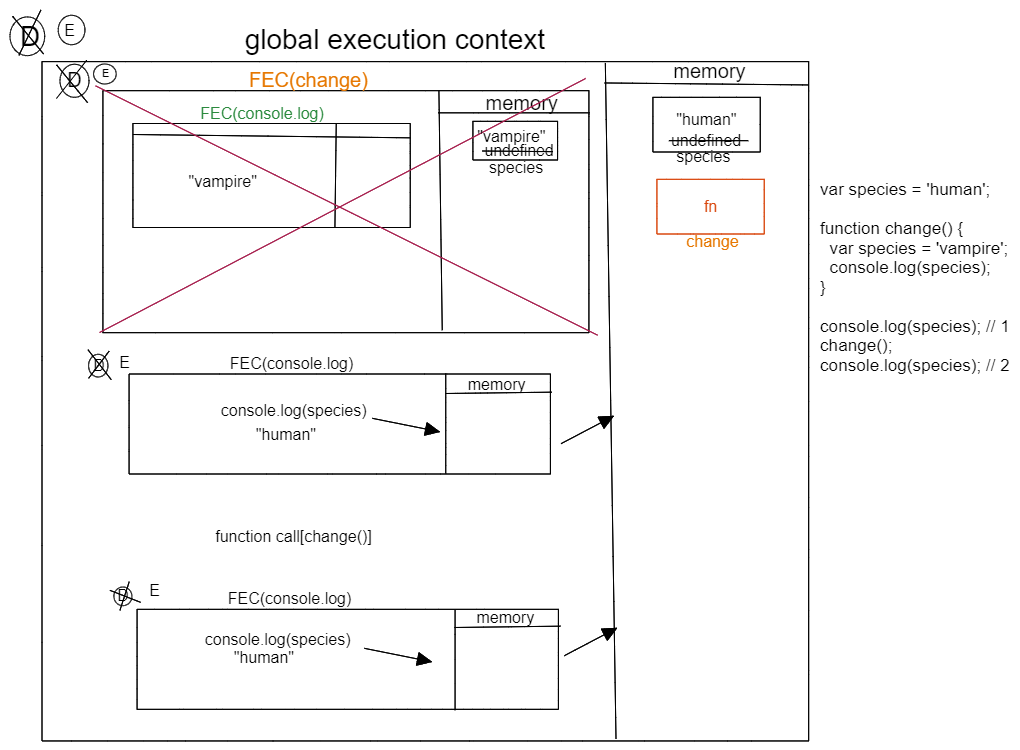 D E
global execution context
D E
FEC(change)
memory
FEC(console.log)
memory
"vampire"
undefined
species
"vampire"
"human"
undefined
species
fn
change
var species = 'human';
function change() {
var species = 'vampire';
console.log(species);
}
console.log(species); // 1
change();
console.log(species); // 2
D E
FEC(console.log)
memory
console.log(species)
"human"
function call[change()]
D E
FEC(console.log)
memory
console.log(species)
"human"